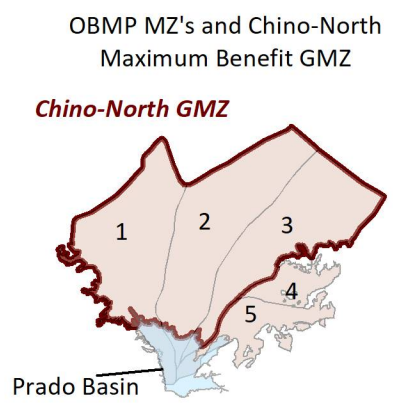 OBMP MZ's and Chino-North
Maximum Benefit GMZ
Chino-North GMZ
1
2
3
4
5
Prado Basin